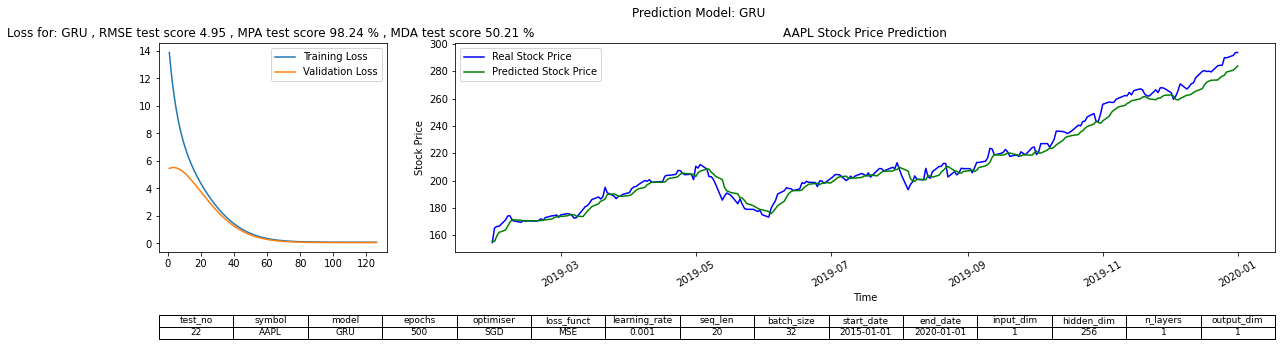 Prediction Model: GRU
Loss for: GRU , RMSE test score 4.95 , MPA test score 98.24 % , MDA test score 50.21 %
14
12
10
8
6
4
2
0
0 20 40 60 80 100 120
Training Loss
Validation Loss
AAPL Stock Price Prediction
Stock Price
300
280
260
240
220
200
180
160
Real Stock Price
Predicted Stock Price
2019-03 2019-05 2019-07 2019-09 2019-11 2020-01
Time
test_no symbol model epochs optimiser loss_funct learning_rate seq_len batch_size start_date end_date input_dim hidden_dim n_layers output_dim
22 AAPL GRU 500 SGD MSE 0.001 20 32 2015-01-01 2020-01-01 1 256 1 1